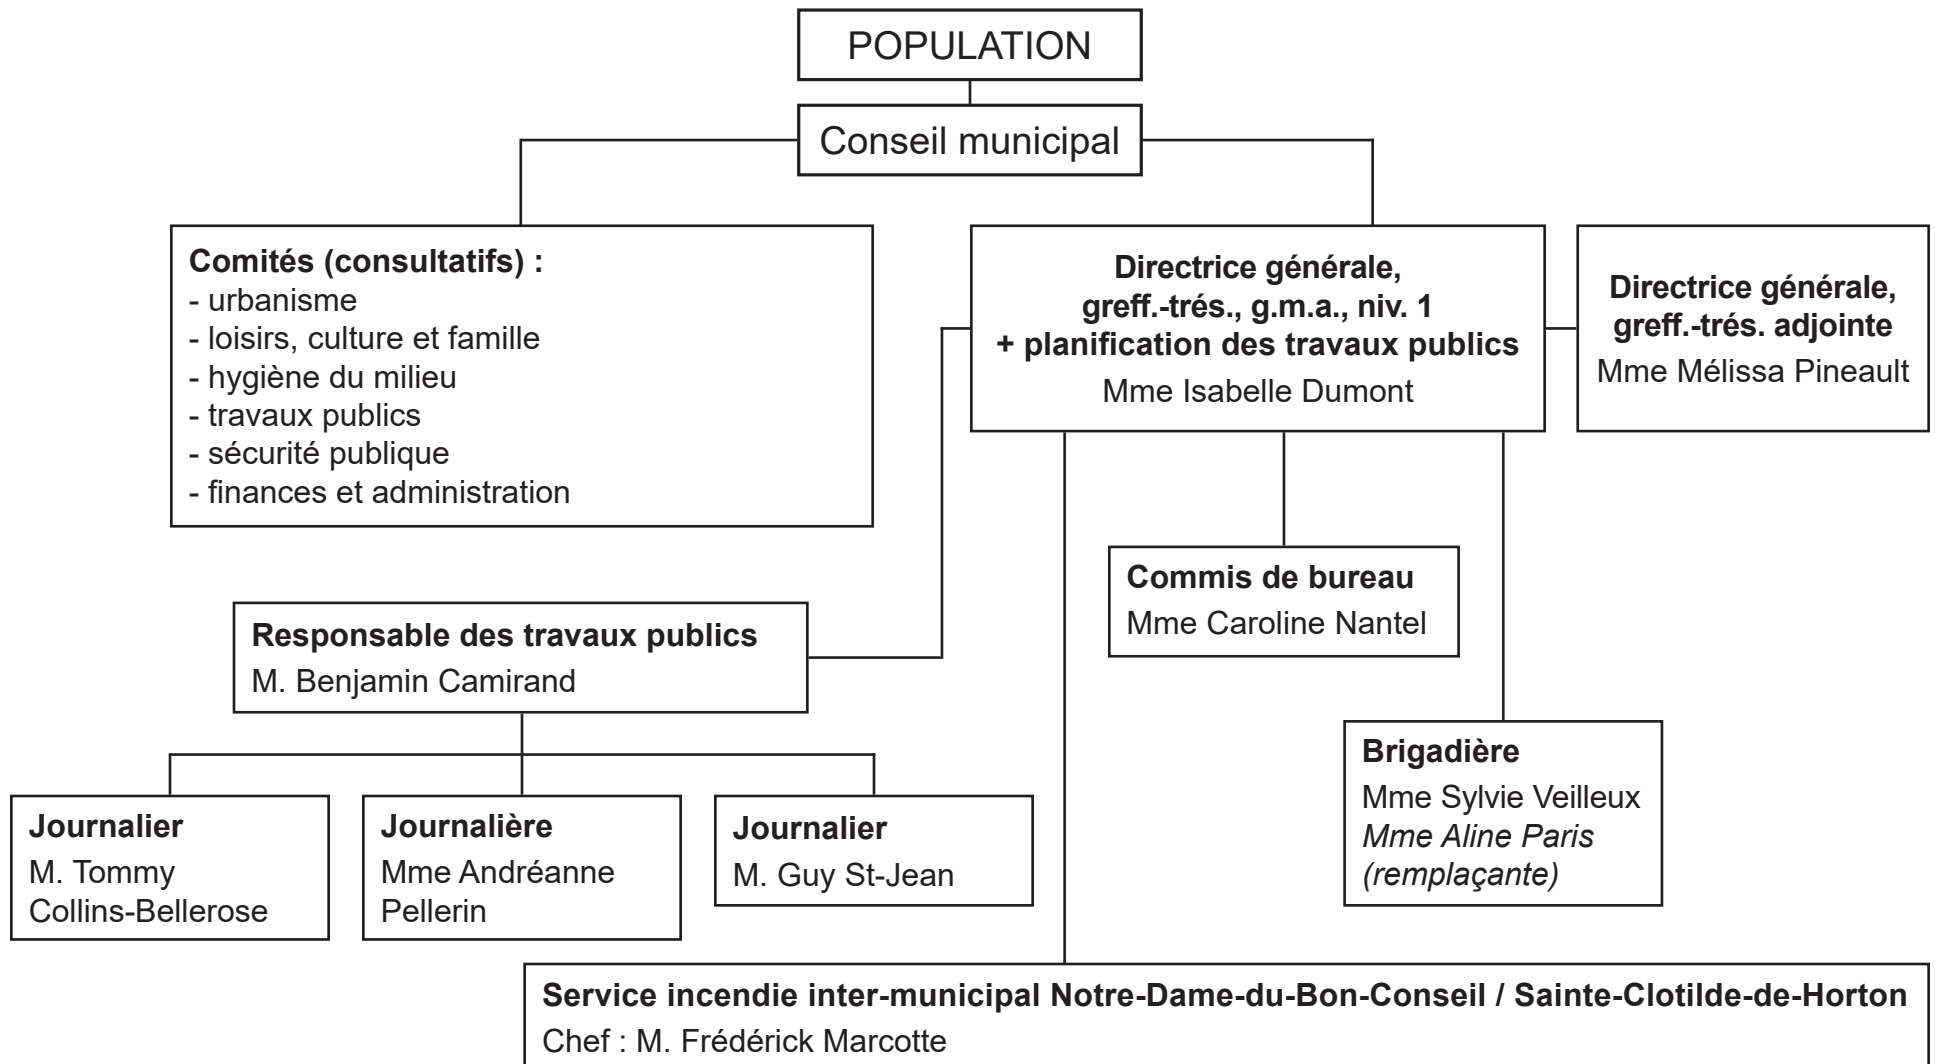 POPULATION
Conseil municipal
Comités (consultatifs) :
- urbanisme
- loisirs, culture et famille
- hygiène du milieu
- travaux publics
- sécurité publique
- finances et administration
Directrice générale,
greff.-trés., g.m.a., niv. 1
+ planification des travaux publics
Mme Isabelle Dumont
Directrice générale,
greff.-trés. adjointe
Mme Mélissa Pineault
Commis de bureau
Mme Caroline Nantel
Responsable des travaux publics
M. Benjamin Camirand
Brigadière
Mme Sylvie Veilleux
Mme Aline Paris
(remplaçante)
Journalier
M. Tommy
Collins-Bellerose
Journalière
Mme Andréanne
Pellerin
Journalier
M. Guy St-Jean
Service incendie inter-municipal Notre-Dame-du-Bon-Conseil / Sainte-Clotilde-de-Horton
Chef : M. Frédérick Marcotte